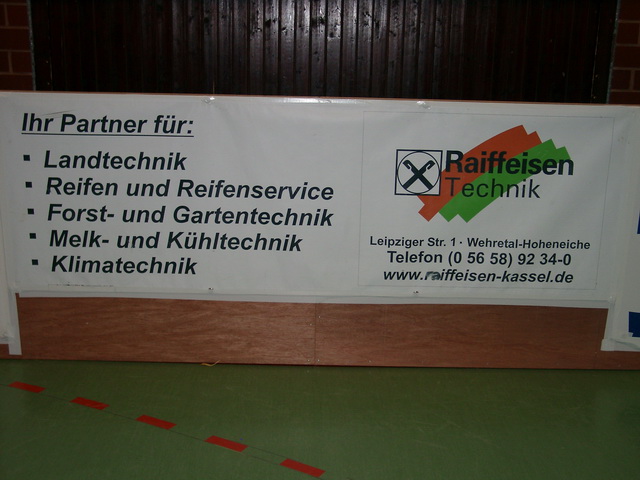 Ihr Partner für:
▪ Landtechnik
▪ Reifen und Reifenservice
▪ Forst- und Gartentechnik
▪ Melk- und Kühltechnik
▪ Klimatechnik
Raiffeisen
Technik
Leipziger Str. 1 · Wehretal-Hoheneiche
Telefon (0 56 58) 92 34-0
www.raiffeisen-kassel.de